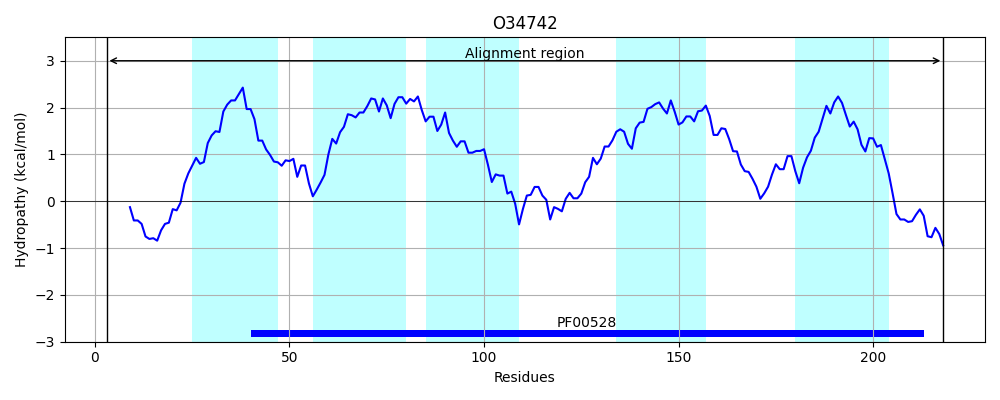 O34742
Alignment region
3
2
1
0
−1
−2
−3
Hydropathy (kcal/mol)
PF00528
0 50 100 150 200
Residues